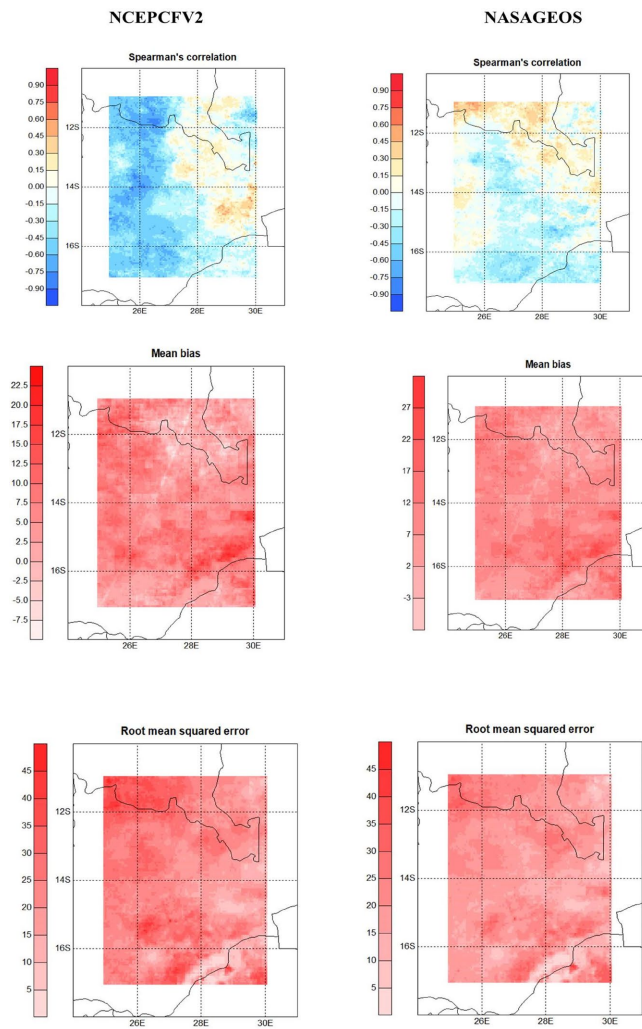 NCEPCFV2
NASAGEOS
Spearman's correlation
0.90
0.75
0.60
0.45
0.30
0.15
0.00
-0.15
-0.30
-0.45
-0.60
-0.75
-0.90
12S
14S
16S
26E
28E
30E
Spearman's correlation
0.90
0.75
0.60
0.45
0.30
0.15
0.00
-0.15
-0.30
-0.45
-0.60
-0.75
-0.90
12S
14S
16S
26E
28E
30E
Mean bias
22.5
20.0
17.5
15.0
12.5
10.0
7.5
5.0
2.5
0.0
-2.5
-5.0
-7.5
12S
14S
16S
26E
28E
30E
Mean bias
27
22
17
12
7
2
-3
12S
14S
16S
26E
28E
30E
Root mean squared error
45
40
35
30
25
20
15
10
5
12S
14S
16S
26E
28E
30E
Root mean squared error
45
40
35
30
25
20
15
10
5
12S
14S
16S
26E
28E
30E